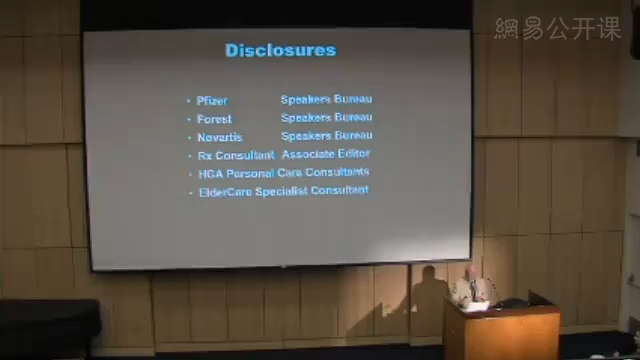 網易公开课
Disclosures
• Pfizer Speakers Bureau
• Forest Speakers Bureau
• Novartis Speakers Bureau
• Rx Consultant Associate Editor
• HGA Personal Care Consultants
• ElderCare Specialist Consultant